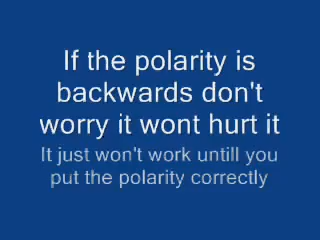 If the polarity is
backwards don't
worry it wont hurt it
It just won't work untill you
put the polarity correctly